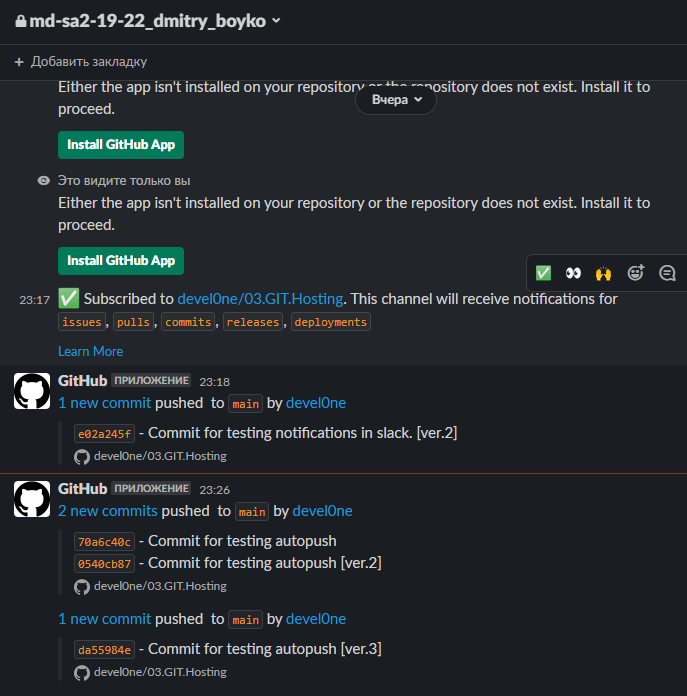 md-sa2-19-22_dmitry_boyko
+ Добавить закладку
Either the app isn't installed on your repository or the repository does not exist. Install it to
proceed.
Вчера
Install GitHub App
Это видите только вы
Either the app isn't installed on your repository or the repository does not exist. Install it to
proceed.
Install GitHub App
23:17 ✅ Subscribed to devel0ne/03.GIT.Hosting. This channel will receive notifications for
issues, pulls, commits, releases, deployments
Learn More
GitHub ПРИЛОЖЕНИЕ 23:18
1 new commit pushed to main by devel0ne
e02a245f - Commit for testing notifications in slack. [ver.2]
devel0ne/03.GIT.Hosting
GitHub ПРИЛОЖЕНИЕ 23:26
2 new commits pushed to main by devel0ne
70a6c40c - Commit for testing autopush
0540cb87 - Commit for testing autopush [ver.2]
devel0ne/03.GIT.Hosting
1 new commit pushed to main by devel0ne
da55984e - Commit for testing autopush [ver.3]
devel0ne/03.GIT.Hosting